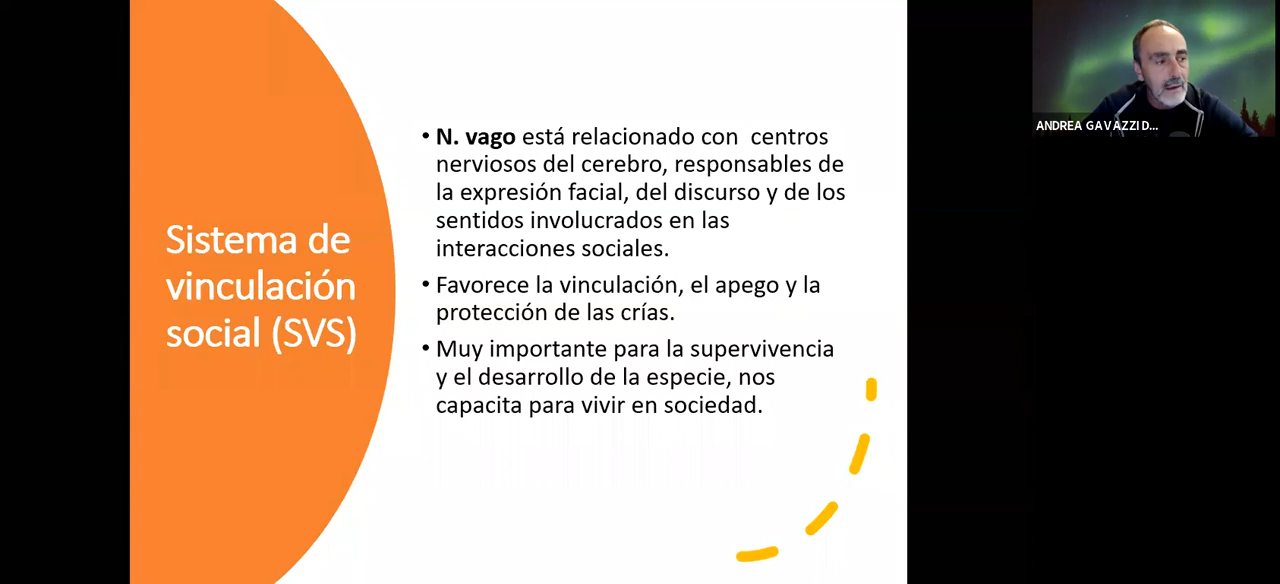 Sistema de
vinculación
social (SVS)
• N. vago está relacionado con centros
nerviosos del cerebro, responsables de
la expresión facial, del discurso y de los
sentidos involucrados en las
interacciones sociales.
• Favorece la vinculación, el apego y la
protección de las crías.
• Muy importante para la supervivencia
y el desarrollo de la especie, nos
capacita para vivir en sociedad.
ANDREA GAVAZZI D...